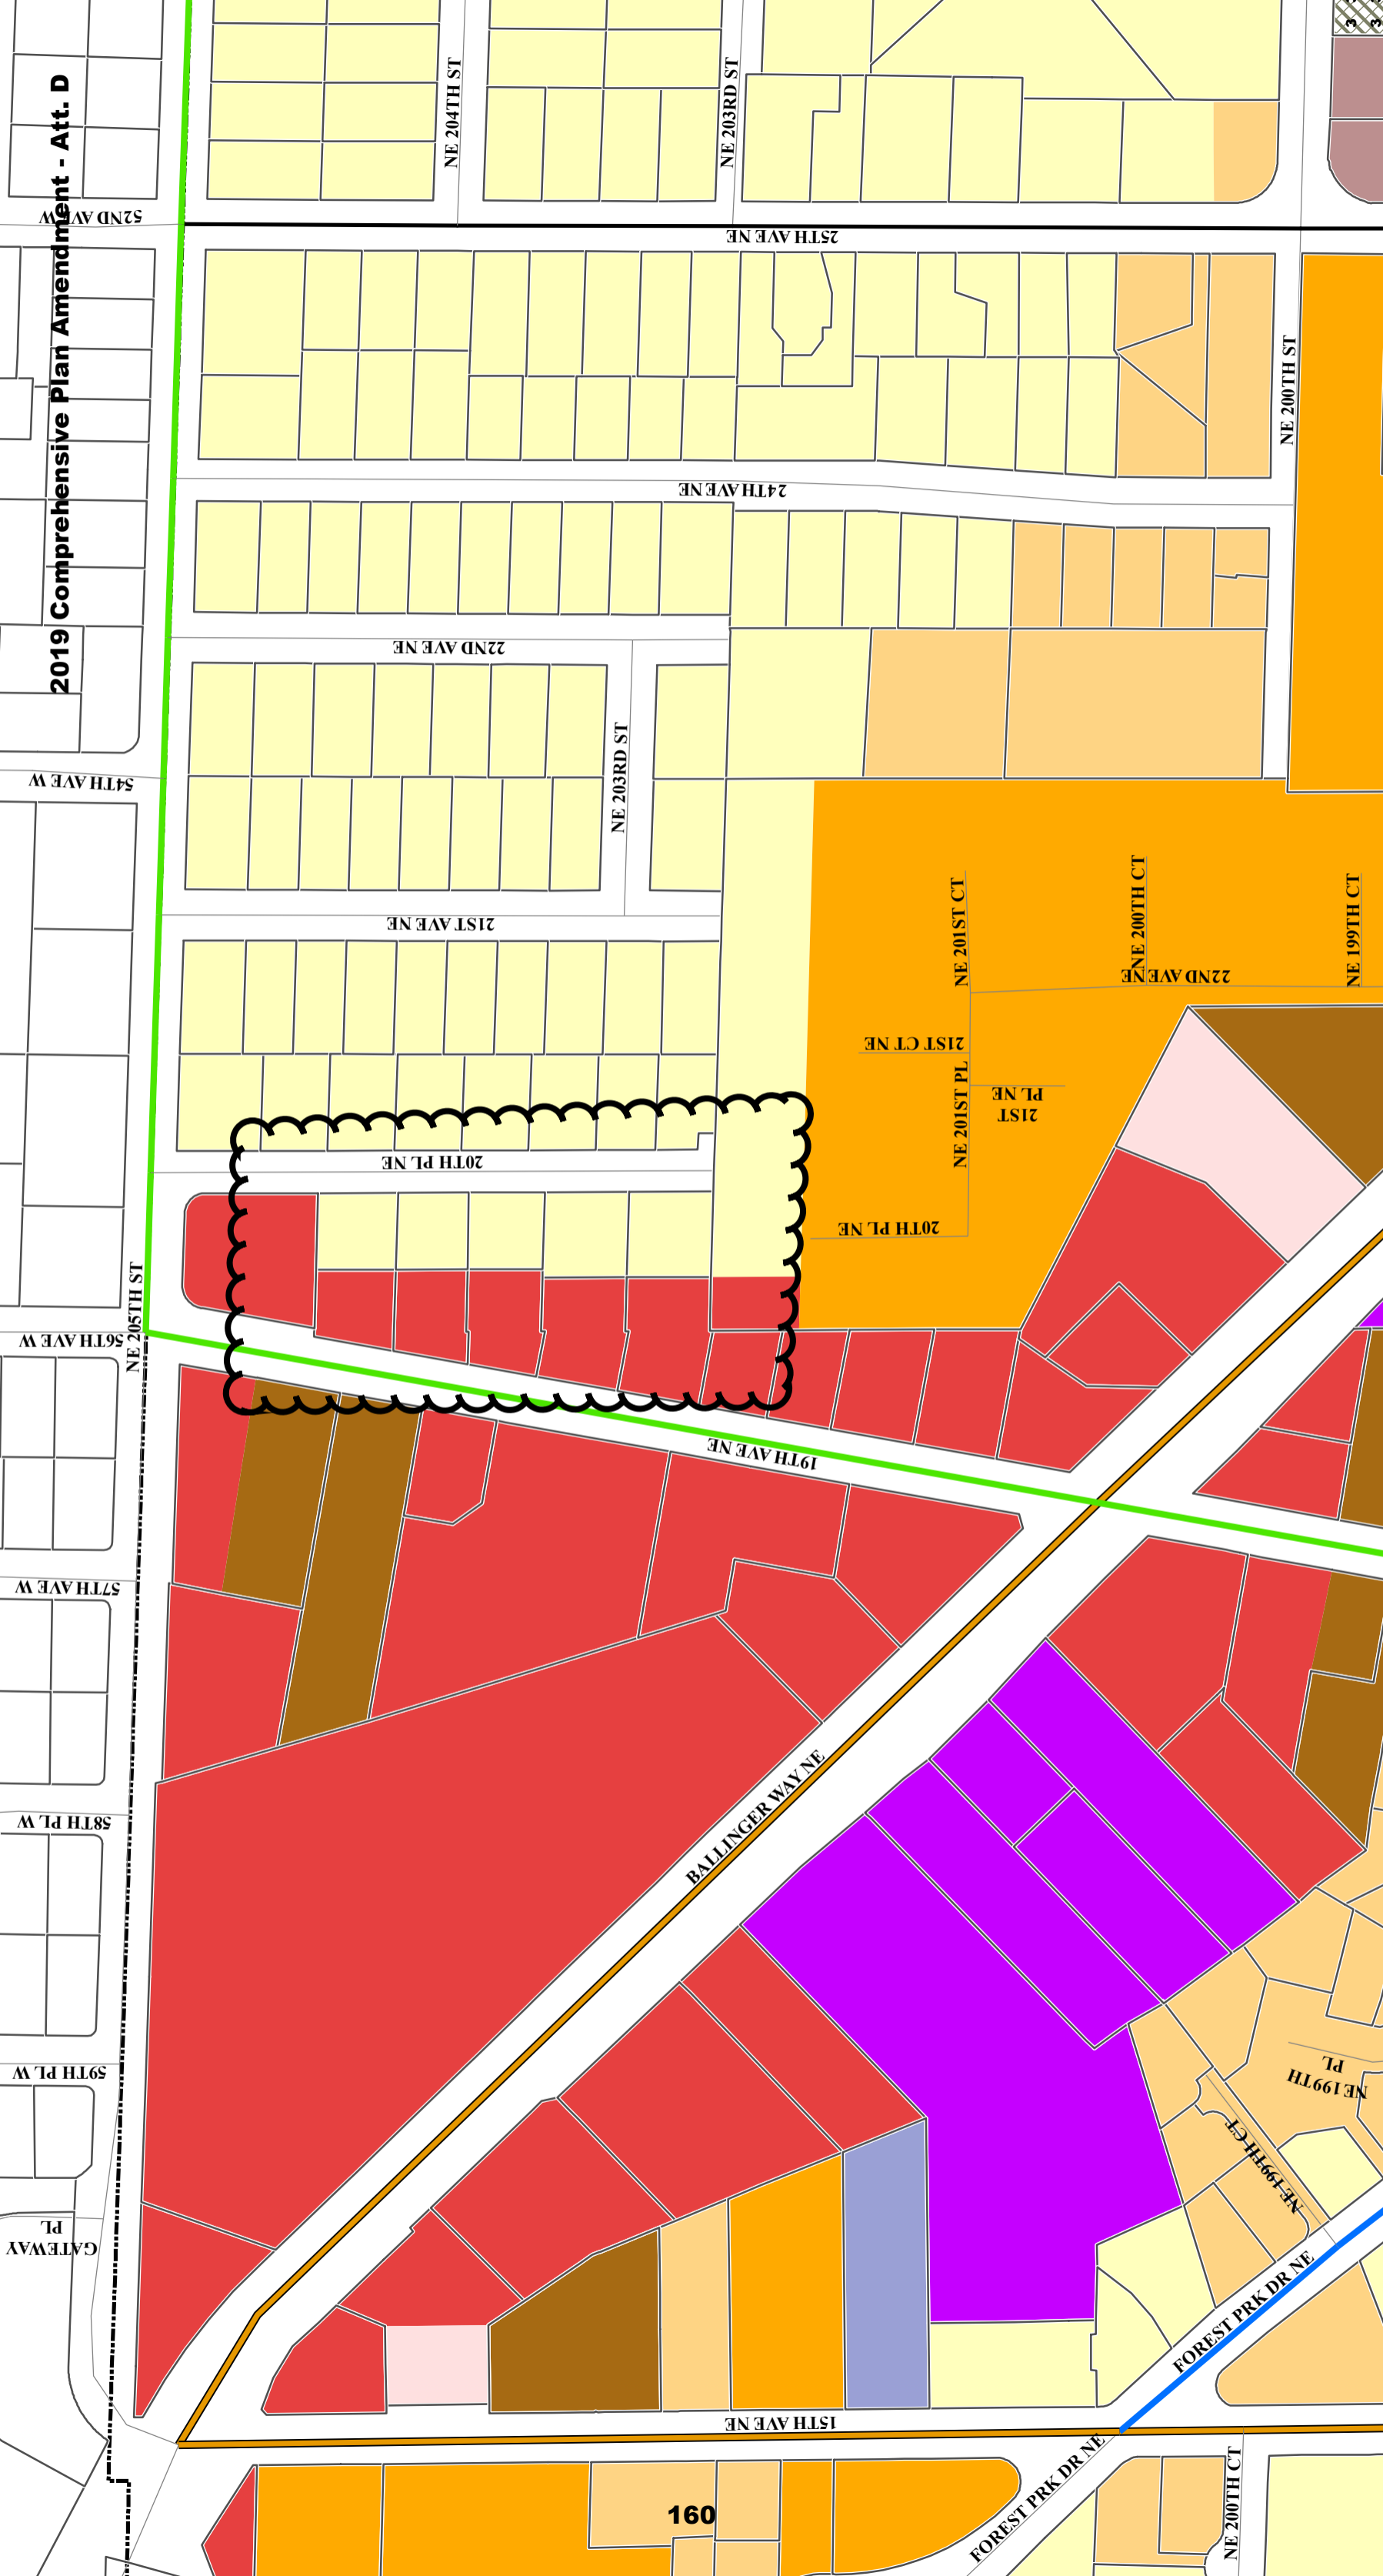 2019 Comprehensive Plan Amendment - Att. D
3
3
NE 204TH ST
NE 203RD ST
52ND AVE W
25TH AVE NE
NE 200TH ST
24TH AVE NE
22ND AVE NE
NE 203RD ST
54TH AVE W
21ST AVE NE
NE 201ST CT
NE 200TH CT
NE 199TH CT
22ND AVE NE
21ST CT NE
NE 201ST PL
21ST
PL NE
20TH PL NE
20TH PL NE
NE 205TH ST
56TH AVE W
19TH AVE NE
57TH AVE W
BALLINGER WAY NE
58TH PL W
59TH PL W
NE 199TH
PL
NE 199TH CT
GATEWAY
PL
FOREST PRK DR NE
15TH AVE NE
FOREST PRK DR NE
NE 200TH CT
160